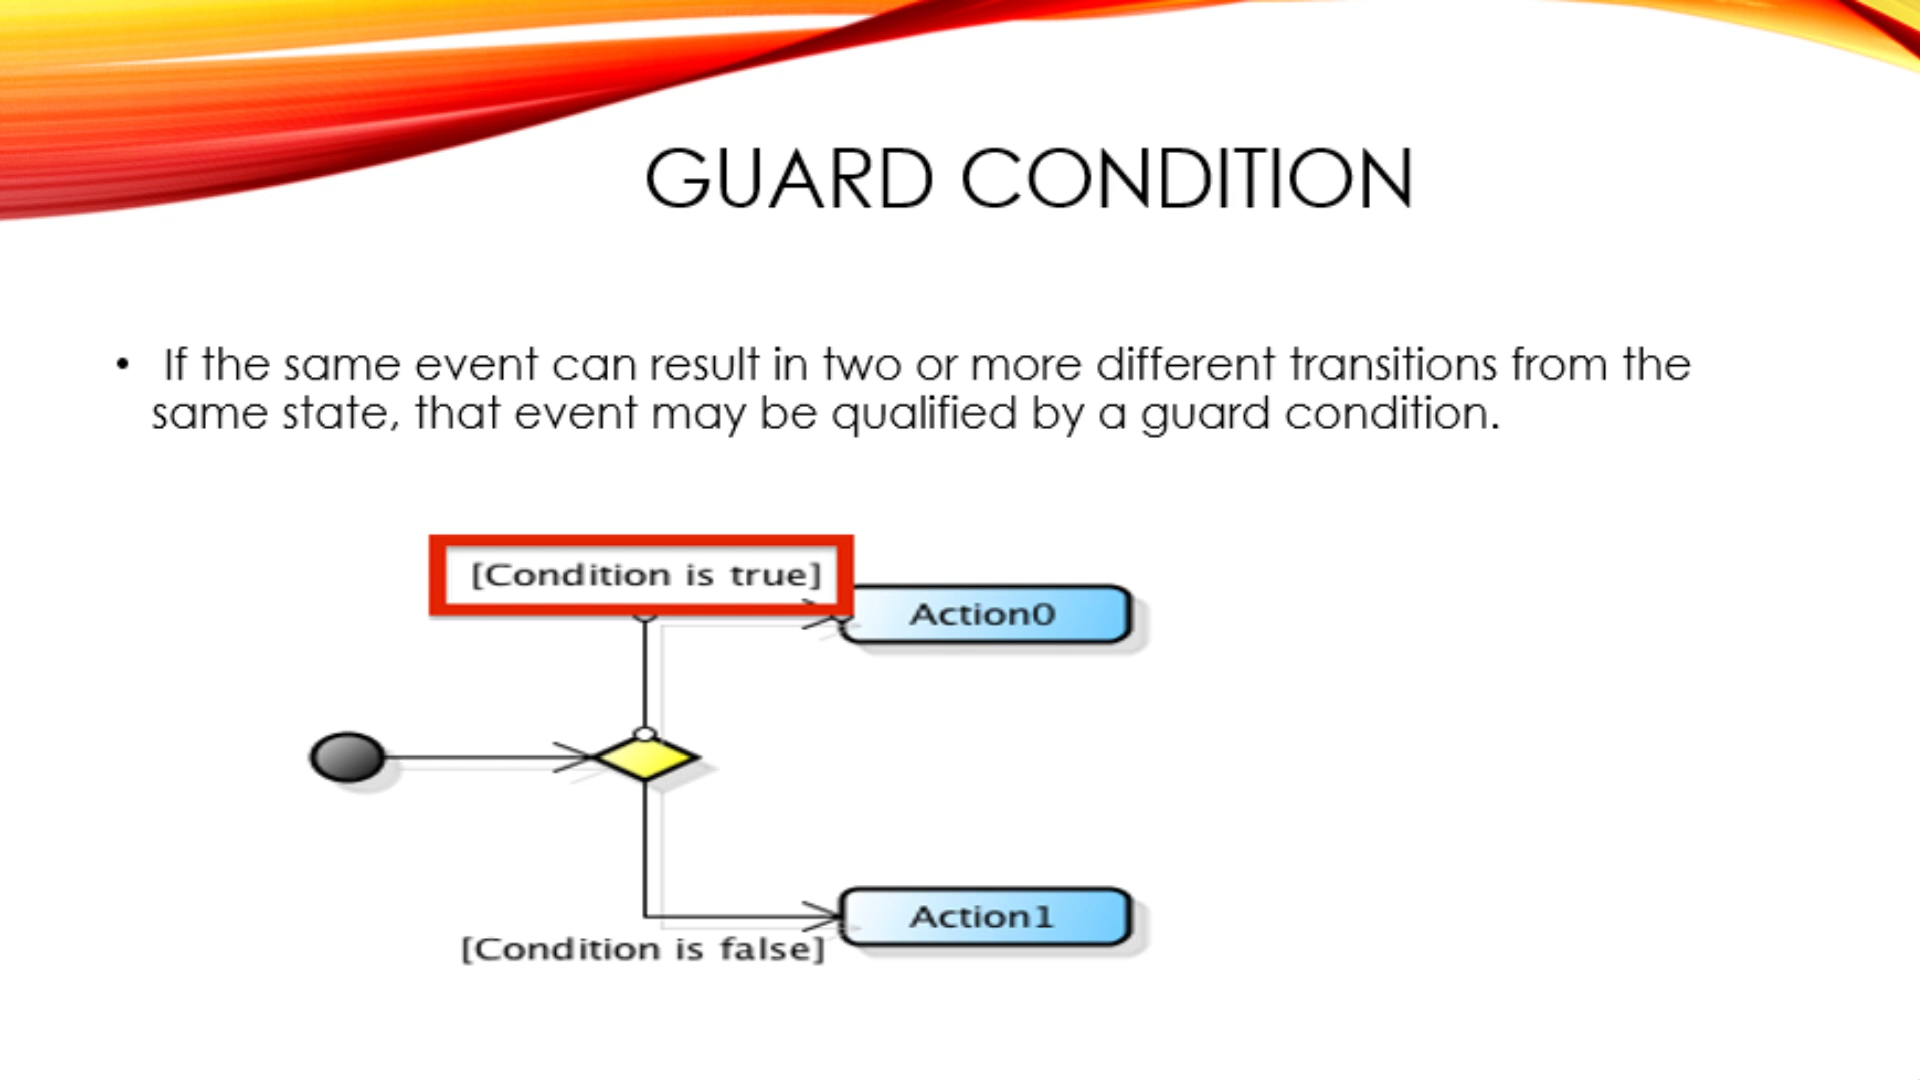 GUARD CONDITION
• If the same event can result in two or more different transitions from the
same state, that event may be qualified by a guard condition.
[Condition is true]
Action0
Action1
[Condition is false]